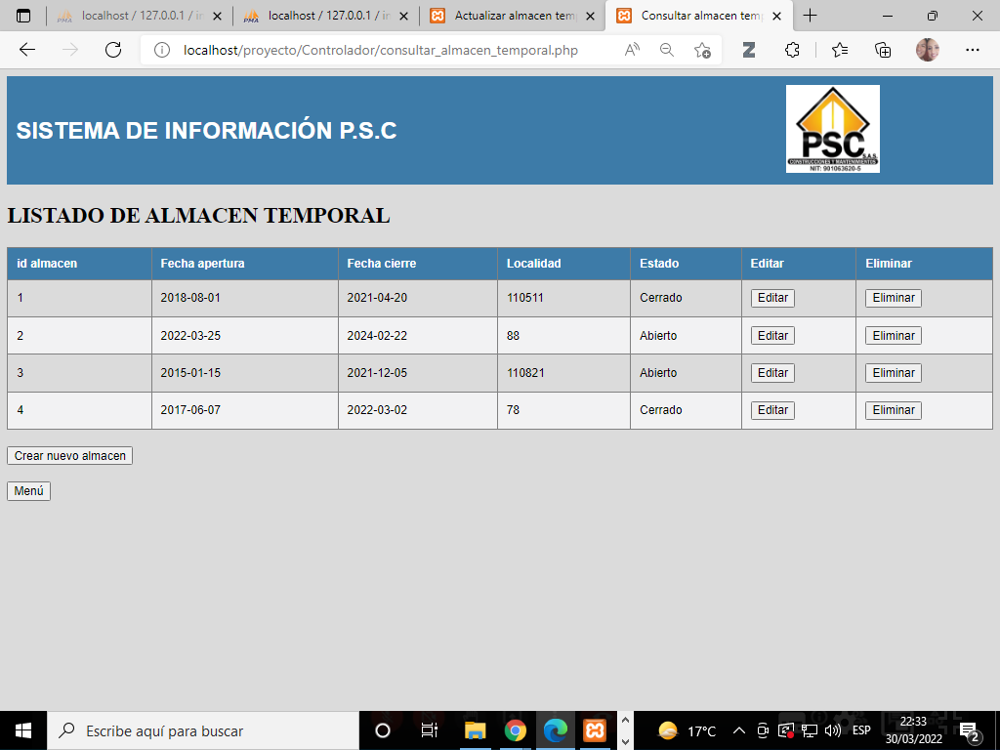 localhost / 127.0.0.1 / in
localhost / 127.0.0.1 / in
Actualizar almacen tem
Consultar almacen temp
localhost/proyecto/Controlador/consultar_almacen_temporal.php
SISTEMA DE INFORMACIÓN P.S.C
PSC S.A.S
CONSTRUCCIONES Y MANTENIMIENTOS
NIT: 901063620-5
LISTADO DE ALMACEN TEMPORAL
id almacen Fecha apertura Fecha cierre Localidad Estado Editar Eliminar
1 2018-08-01 2021-04-20 110511 Cerrado Editar Eliminar
2 2022-03-25 2024-02-22 88 Abierto Editar Eliminar
3 2015-01-15 2021-12-05 110821 Abierto Editar Eliminar
4 2017-06-07 2022-03-02 78 Cerrado Editar Eliminar
Crear nuevo almacen
Menú
Escribe aquí para buscar
17°C
ESP
22:33
30/03/2022
2